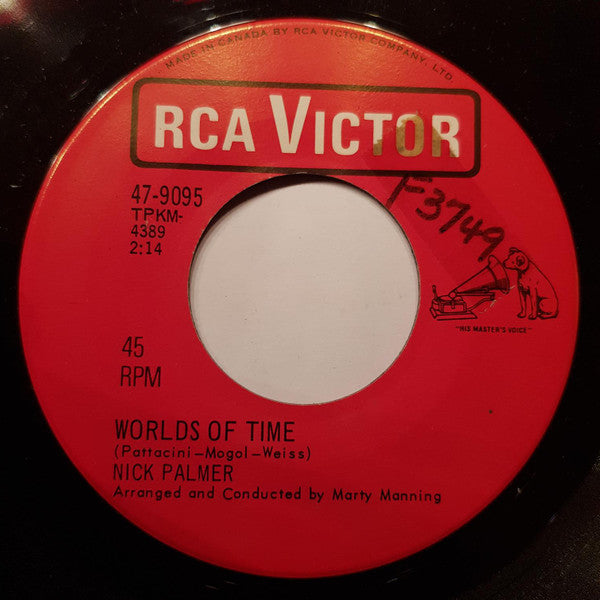 MADE IN CANADA BY RCA VICTOR COMPANY, LTD.
RCA VICTOR
47-9095
TPKM-
4389
2:14
F3749
"HIS MASTER'S VOICE"
45
RPM
WORLDS OF TIME
(Pattacini-Mogol-Weiss)
NICK PALMER
Arranged and Conducted by Marty Manning